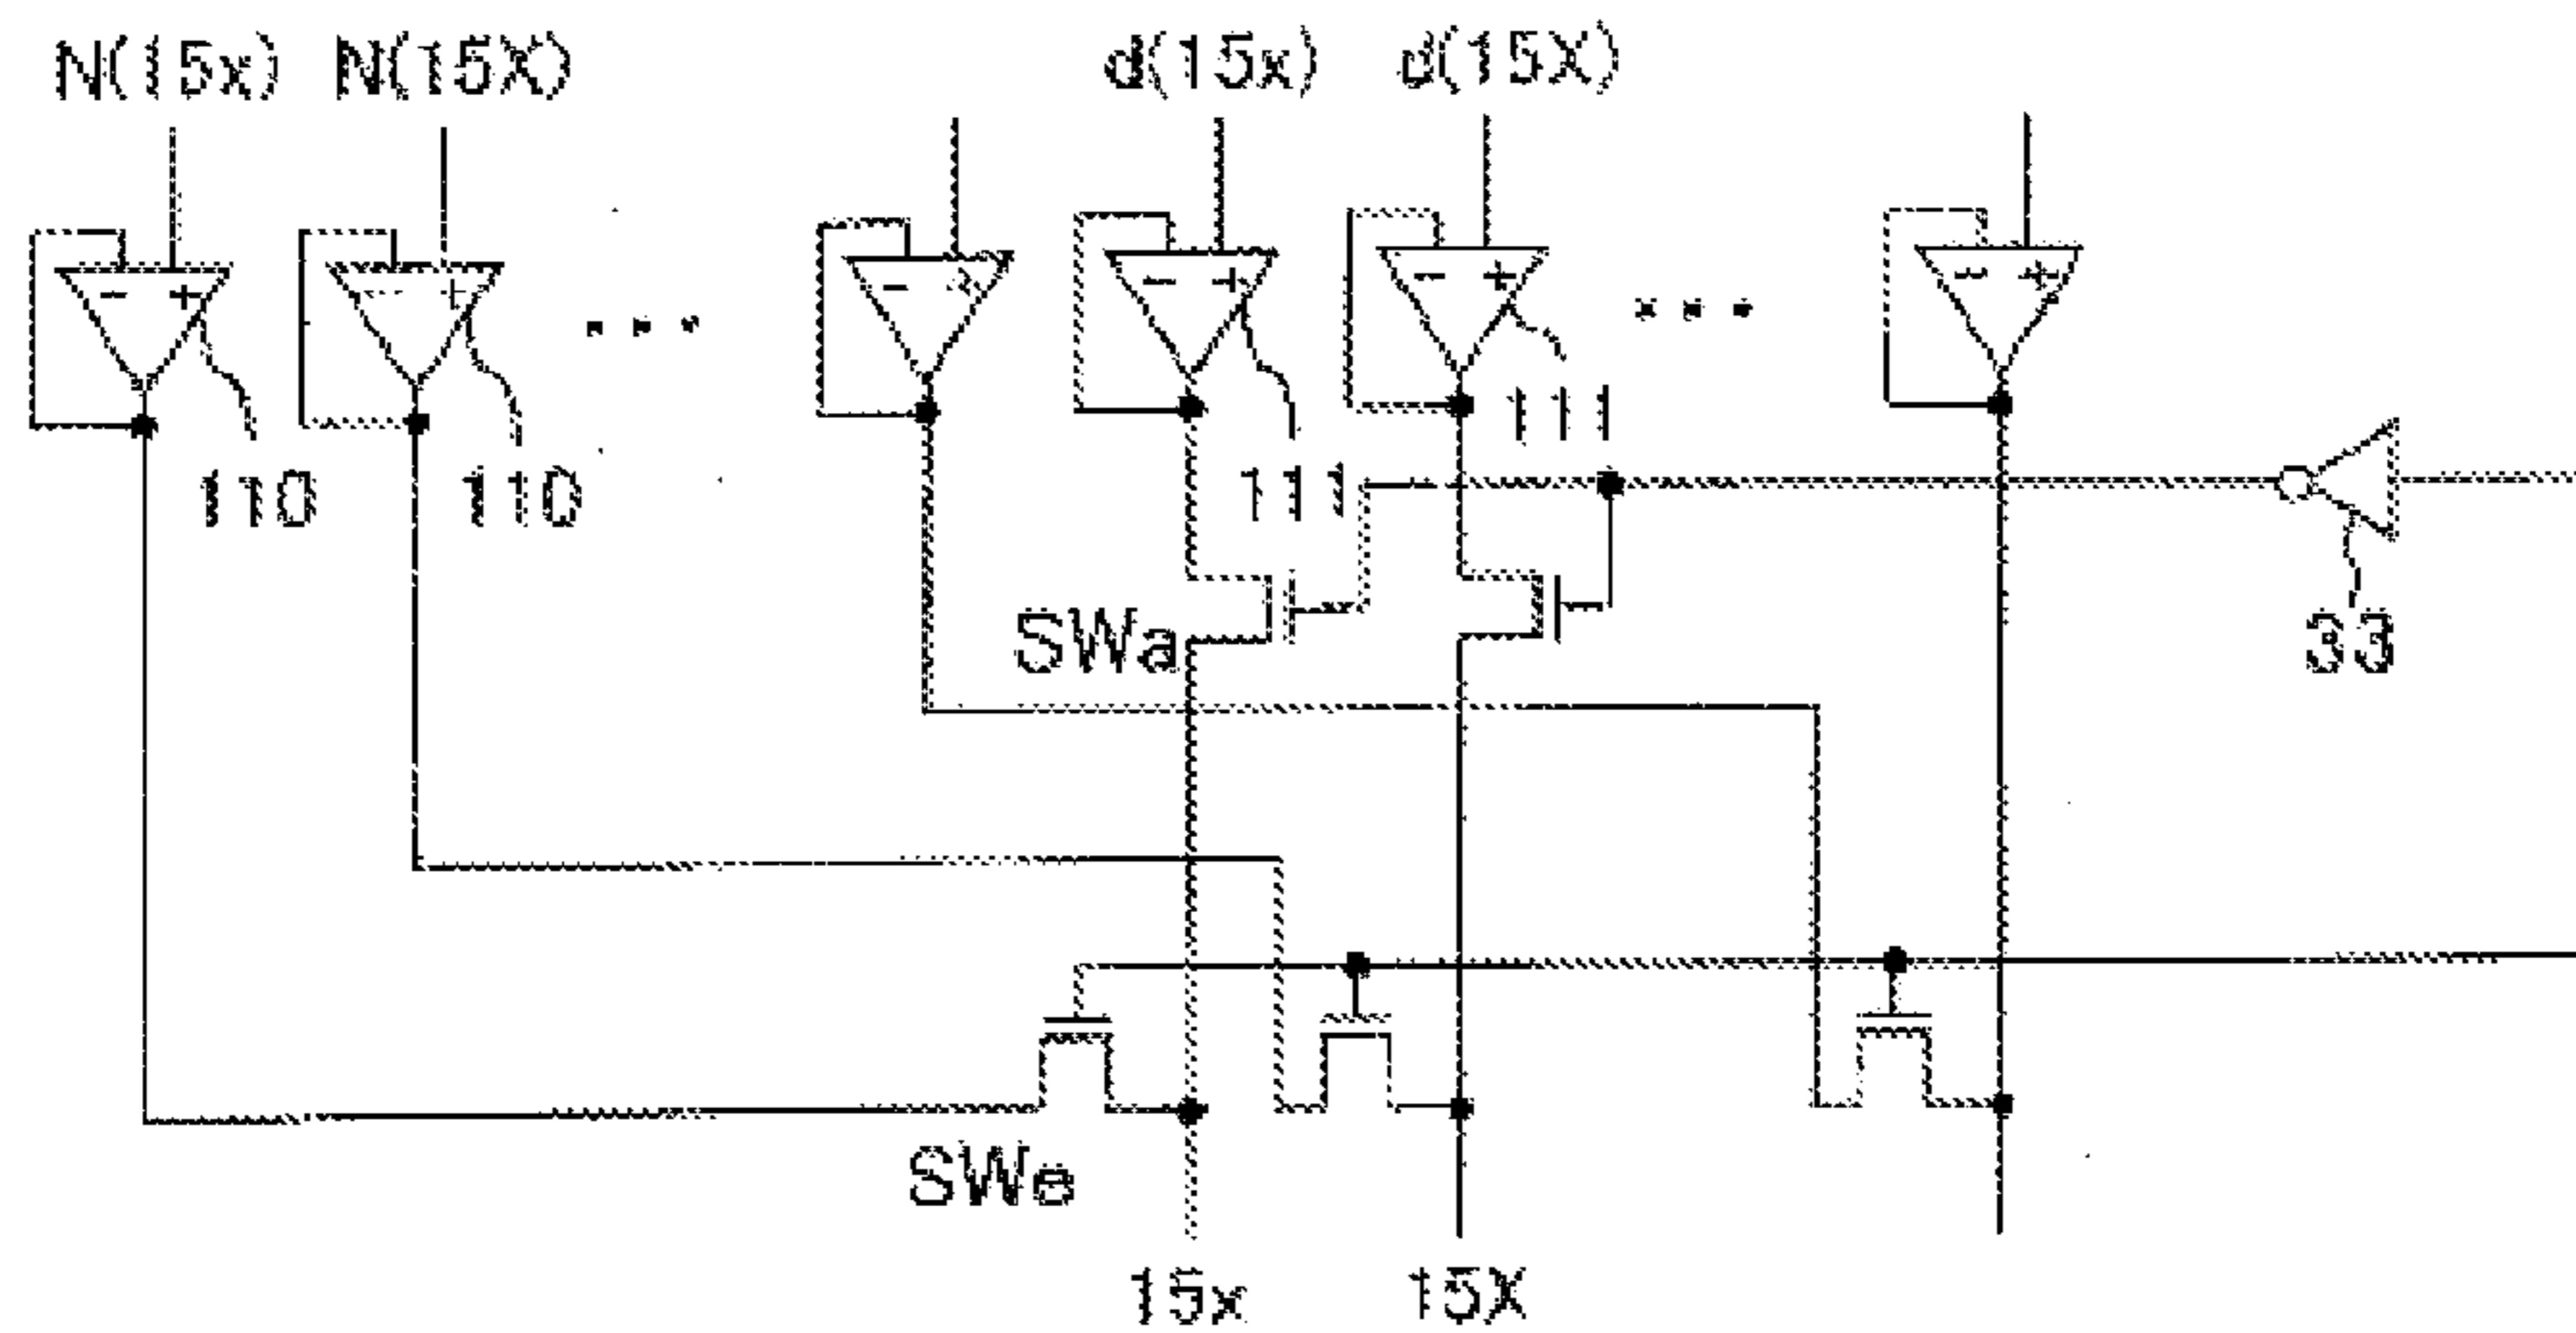 N(15x) N(15X) d(15x) d(15X)
- + - + - + - + - + - +
111
110 110 111
SWa 33
SWe
15x 15X